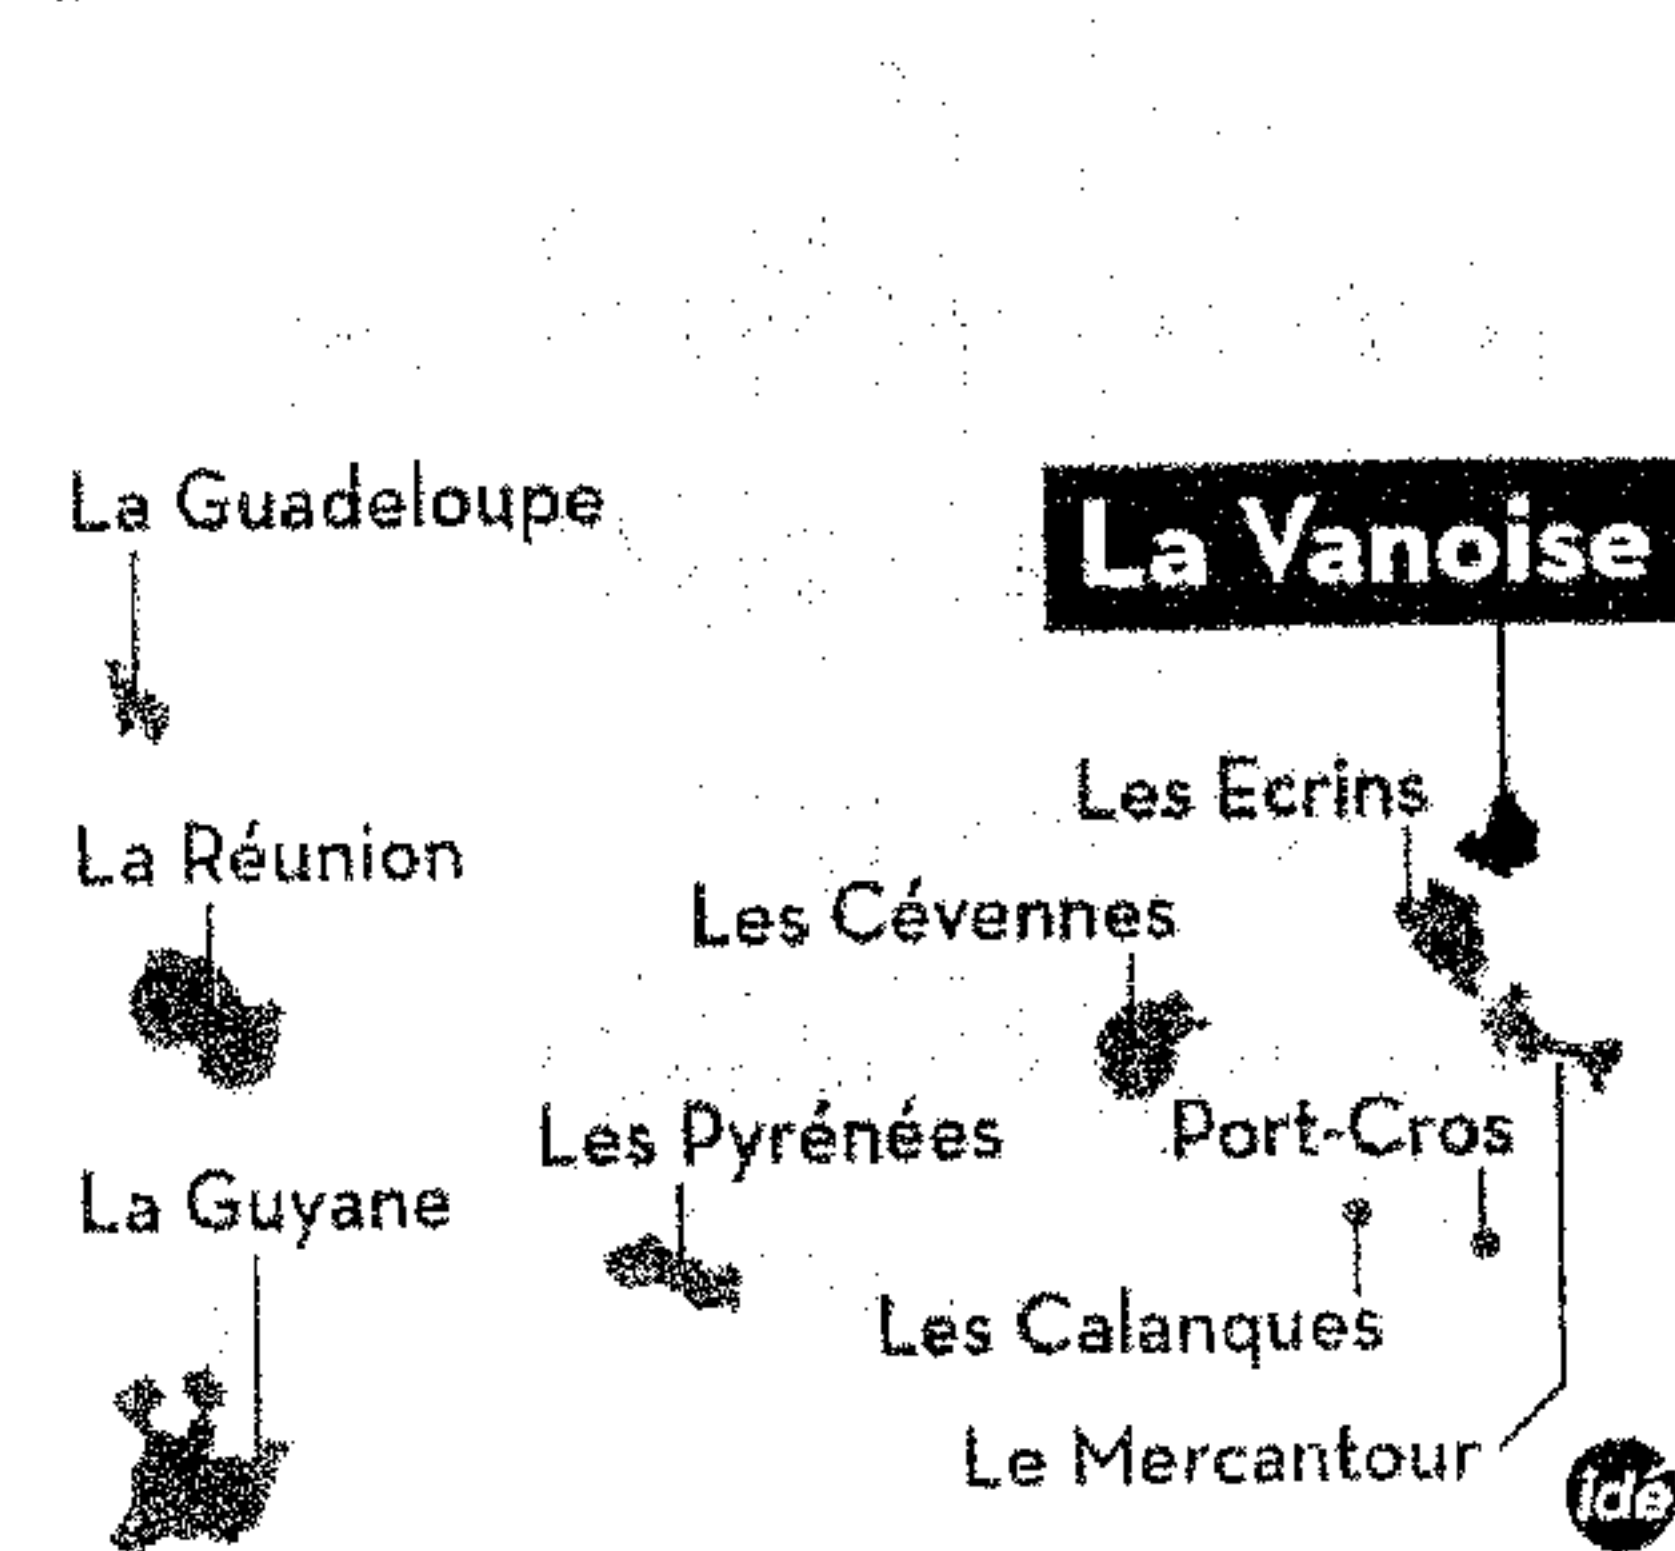 La Guadeloupe
La Vanoise
Les Ecrins
La Réunion
Les Cévennes
Les Pyrénées
Port-Cros
La Guyane
Les Calanques
Le Mercantour
idé